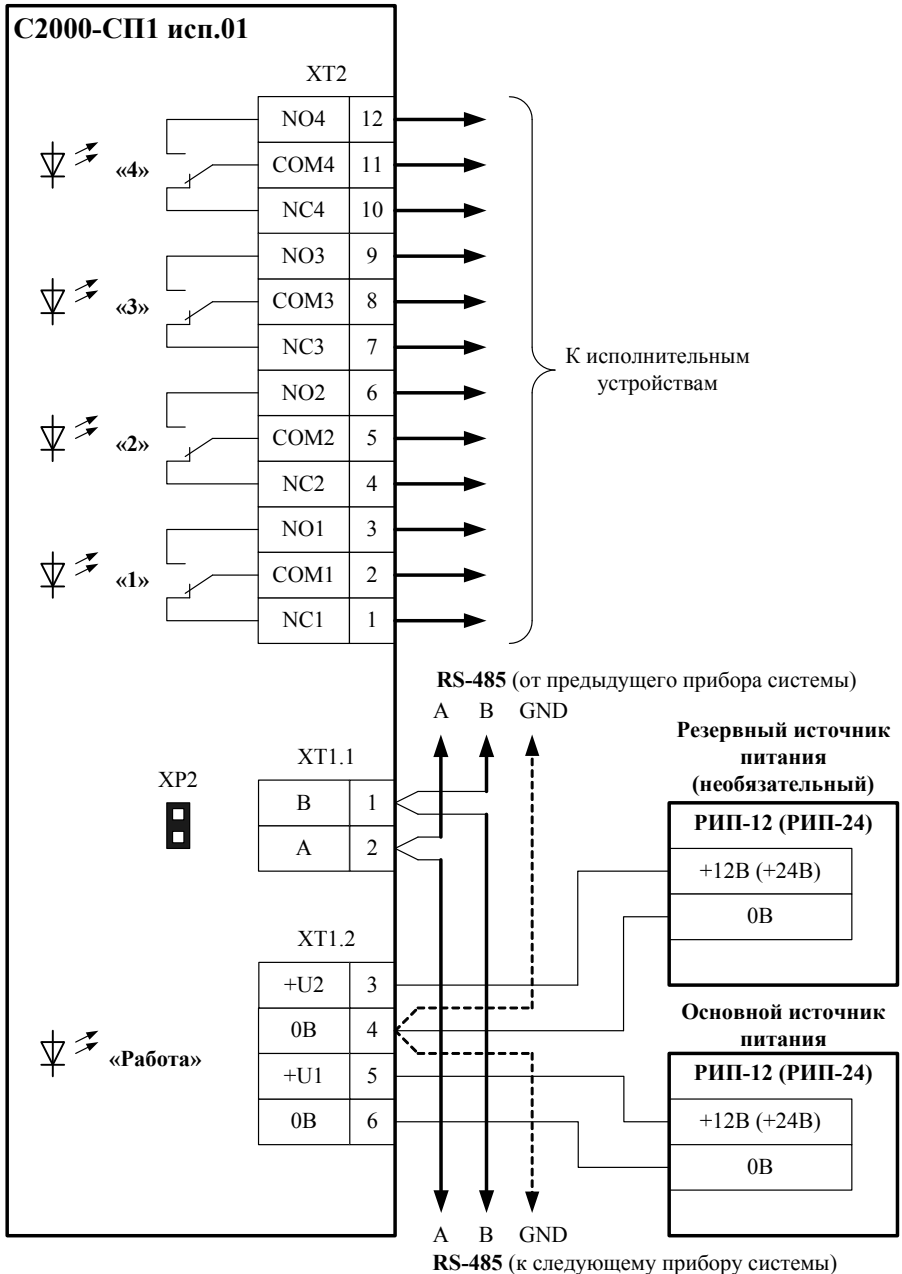 С2000-СП1 исп.01
XT2
NO4 12
«4» COM4 11
NC4 10
NO3 9
«3» COM3 8
NC3 7
К исполнительным
устройствам
NO2 6
«2» COM2 5
NC2 4
NO1 3
«1» COM1 2
NC1 1
RS-485 (от предыдущего прибора системы)
A B GND
Резервный источник
питания
(необязательный)
РИП-12 (РИП-24)
+12В (+24В)
0В
XP2
XT1.1
B 1
A 2
XT1.2
+U2 3
0В 4
+U1 5
0В 6
«Работа»
Основной источник
питания
РИП-12 (РИП-24)
+12В (+24В)
0В
A B GND
RS-485 (к следующему прибору системы)